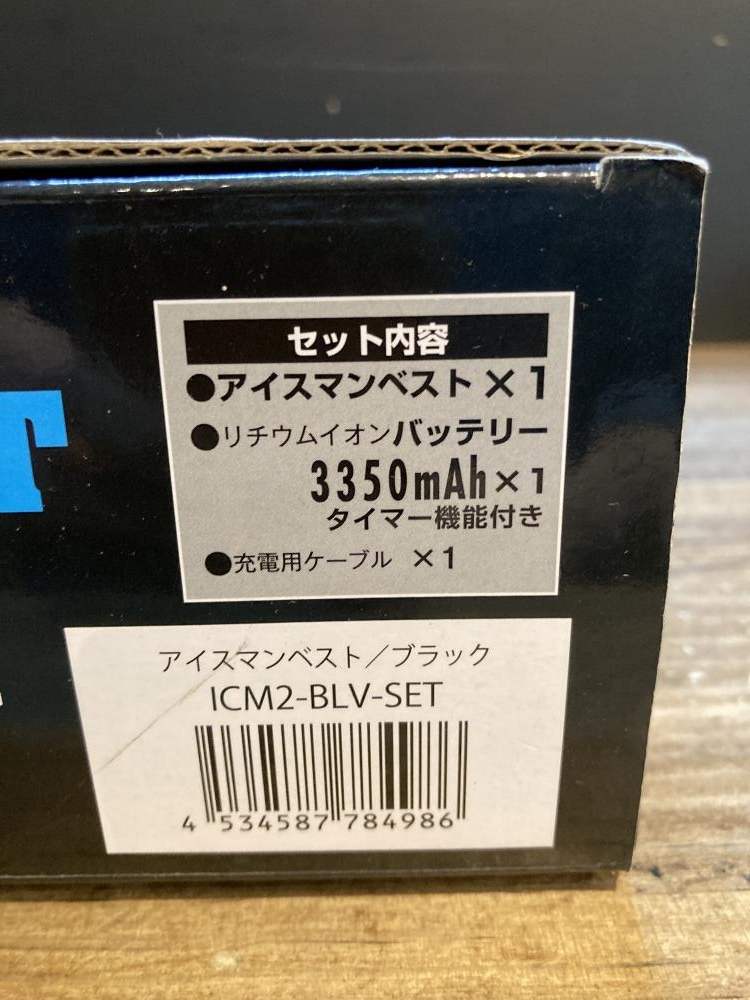 セット内容
●アイスマンベスト×1
●リチウムイオンバッテリー
3350mAh×1
タイマー機能付き
●充電用ケーブル ×1
T
アイスマンベスト／ブラック
ICM2-BLV-SET
4 534587 784986